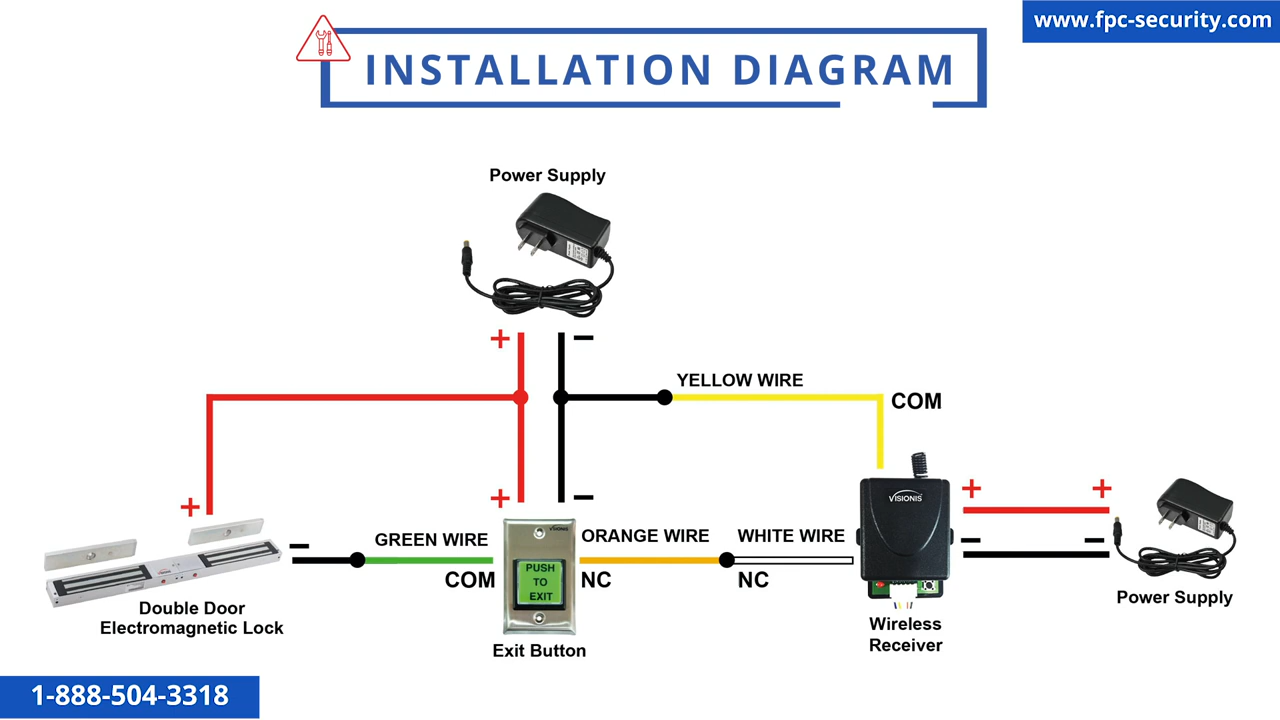 www.fpc-security.com
INSTALLATION DIAGRAM
Power Supply
+
−
YELLOW WIRE
COM
+
−
+
−
GREEN WIRE
COM
VISIONIS
PUSH
TO
EXIT
ORANGE WIRE
NC
WHITE WIRE
NC
VISIONIS
+
+
−
−
Double Door
Electromagnetic Lock
Exit Button
Wireless
Receiver
Power Supply
1-888-504-3318